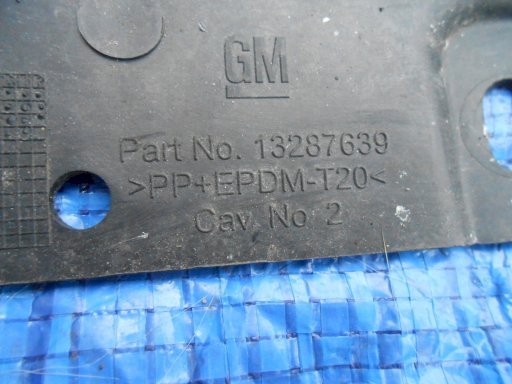 GM
Part No. 13287639
>PP+EPDM-T20<
Cav. No 2